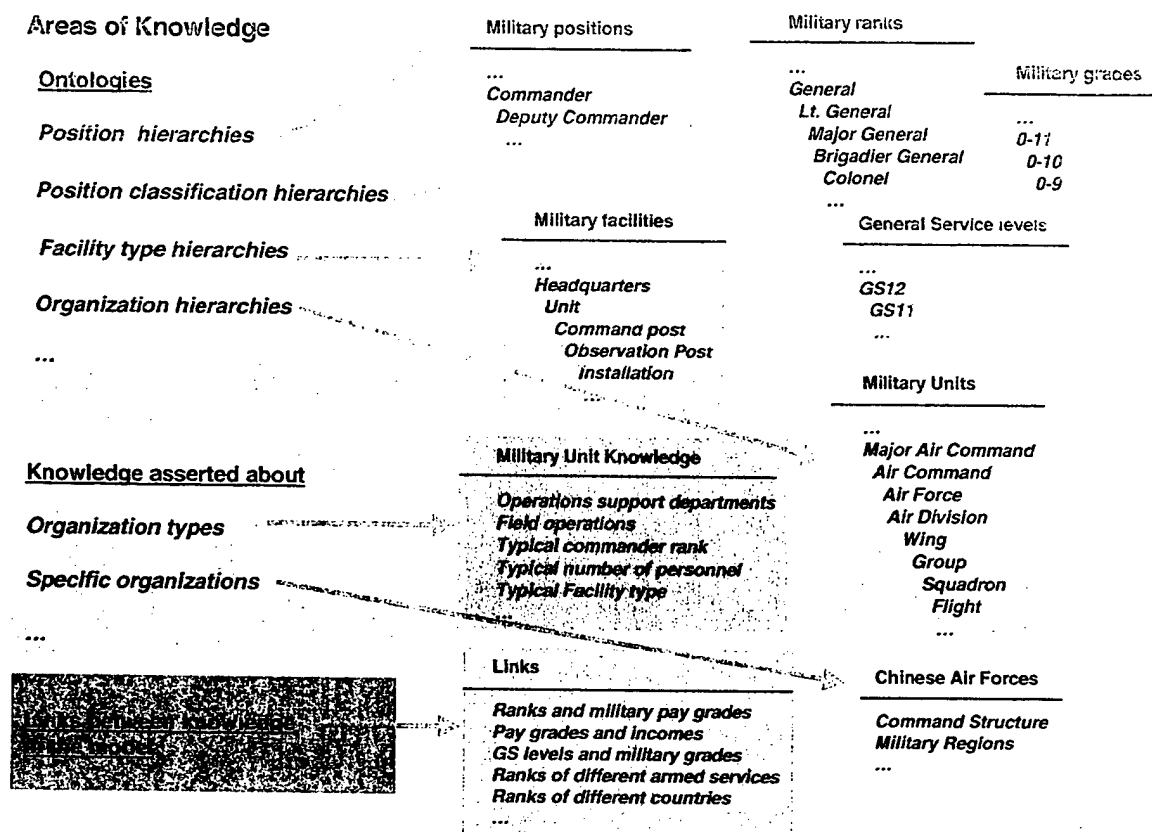 Areas of Knowledge
Ontologies
Position hierarchies
Position classification hierarchies
Facility type hierarchies
Organization hierarchies
...
Knowledge asserted about
Organization types
Specific organizations
...
Links between knowledge
in the model
Military positions
...
Commander
Deputy Commander
...
Military ranks
...
General
Lt. General
Major General
Brigadier General
Colonel
...
Military grades
...
0-11
0-10
0-9
Military facilities
...
Headquarters
Unit
Command post
Observation Post
Installation
...
General Service levels
...
GS12
GS11
...
Military Units
...
Major Air Command
Air Command
Air Force
Air Division
Wing
Group
Squadron
Flight
...
Military Unit Knowledge
Operations support departments
Field operations
Typical commander rank
Typical number of personnel
Typical Facility type
...
Links
Ranks and military pay grades
Pay grades and incomes
GS levels and military grades
Ranks of different armed services
Ranks of different countries
...
Chinese Air Forces
Command Structure
Military Regions
...